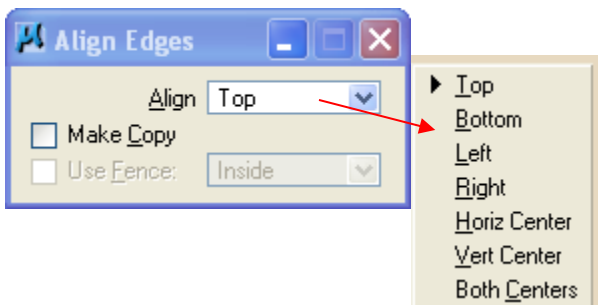 Align Edges
Align Top
Make Copy
Use Fence: Inside
Top
Bottom
Left
Right
Horiz Center
Vert Center
Both Centers